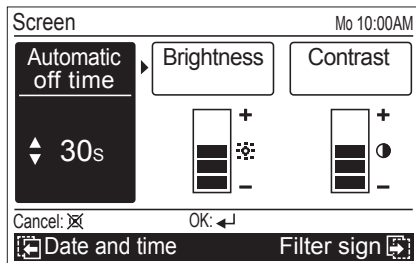 Screen Mo 10:00AM
Automatic off time
Brightness
Contrast
30s
+ +
− −
Cancel: OK:
Date and time Filter sign